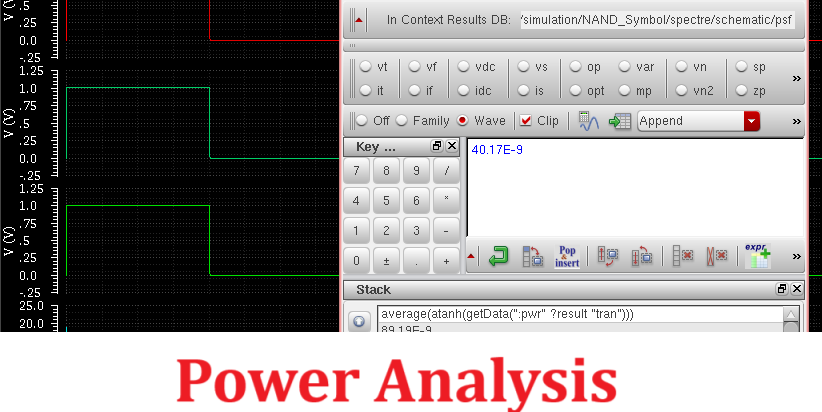 .5
0.0
-.25
V (V)
1.25
1.0
.75
.5
.25
0.0
-.25
V (V)
1.25
1.0
.75
.5
.25
0.0
-.25
V (V)
25.0
20.0
In Context Results DB: /simulation/NAND_Symbol/spectre/schematic/psf
vt vf vdc vs op var vn sp »
it if idc is opt mp vn2 zp
Off Family Wave Clip Append »
Key ...
7 8 9 /
4 5 6 *
1 2 3 -
0 ± . +
40.17E-9
Pop & insert
expr
»
Stack
average(atanh(getData(":pwr" ?result "tran")))
89.19E-9
Power Analysis